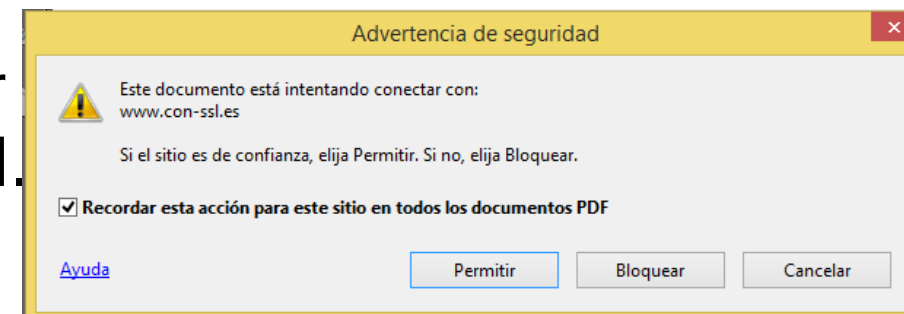 Advertencia de seguridad
Este documento está intentando conectar con:
www.con-ssl.es
Si el sitio es de confianza, elija Permitir. Si no, elija Bloquear.
Recordar esta acción para este sitio en todos los documentos PDF
Ayuda
Permitir
Bloquear
Cancelar